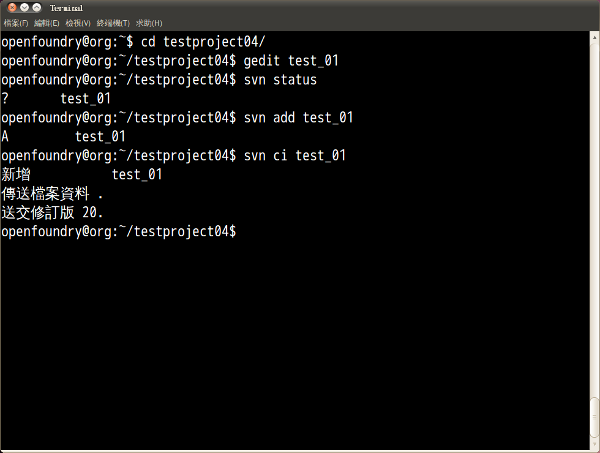 Terminal
檔案(F) 編輯(E) 檢視(V) 終端機(T) 求助(H)
openfoundry@org:~$ cd testproject04/
openfoundry@org:~/testproject04$ gedit test_01
openfoundry@org:~/testproject04$ svn status
?       test_01
openfoundry@org:~/testproject04$ svn add test_01
A         test_01
openfoundry@org:~/testproject04$ svn ci test_01
新增           test_01
傳送檔案資料 .
送交修訂版 20.
openfoundry@org:~/testproject04$